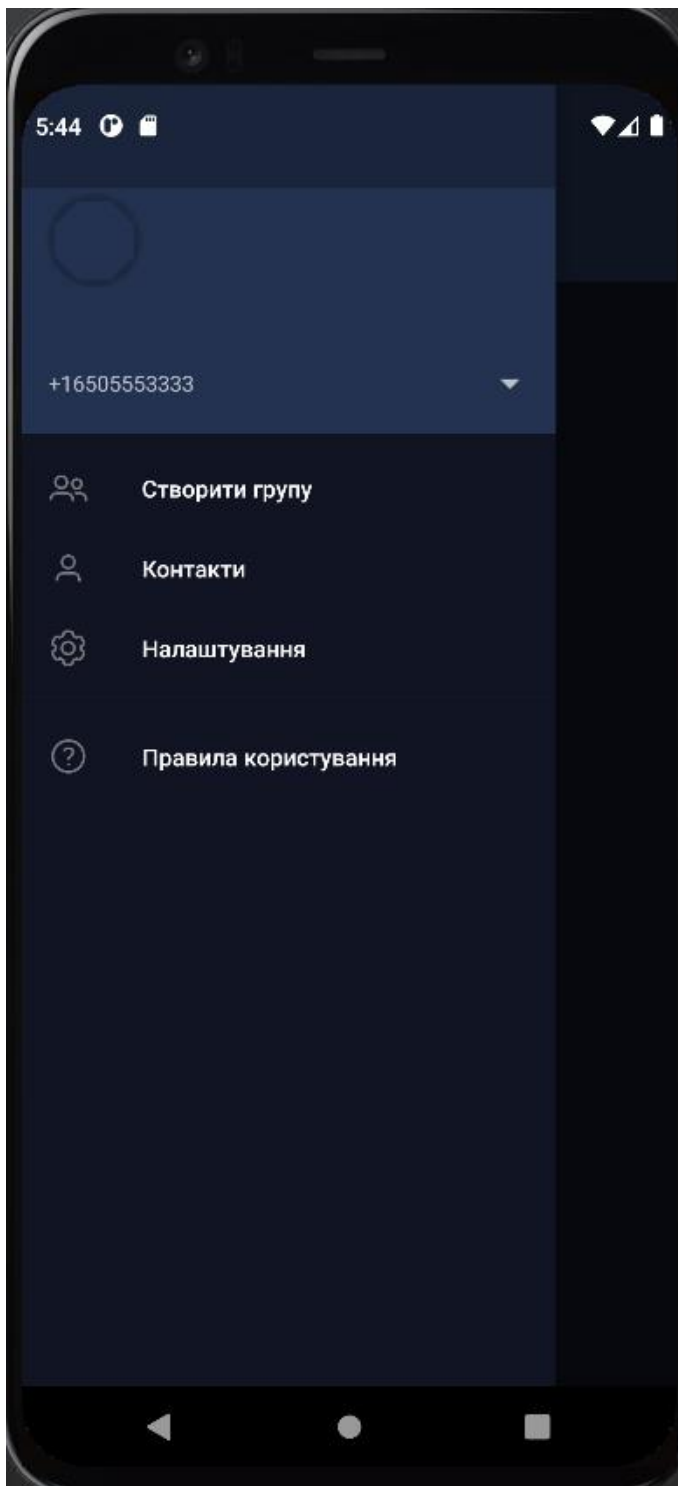 5:44
+16505553333
Створити групу
Контакти
Налаштування
Правила користування